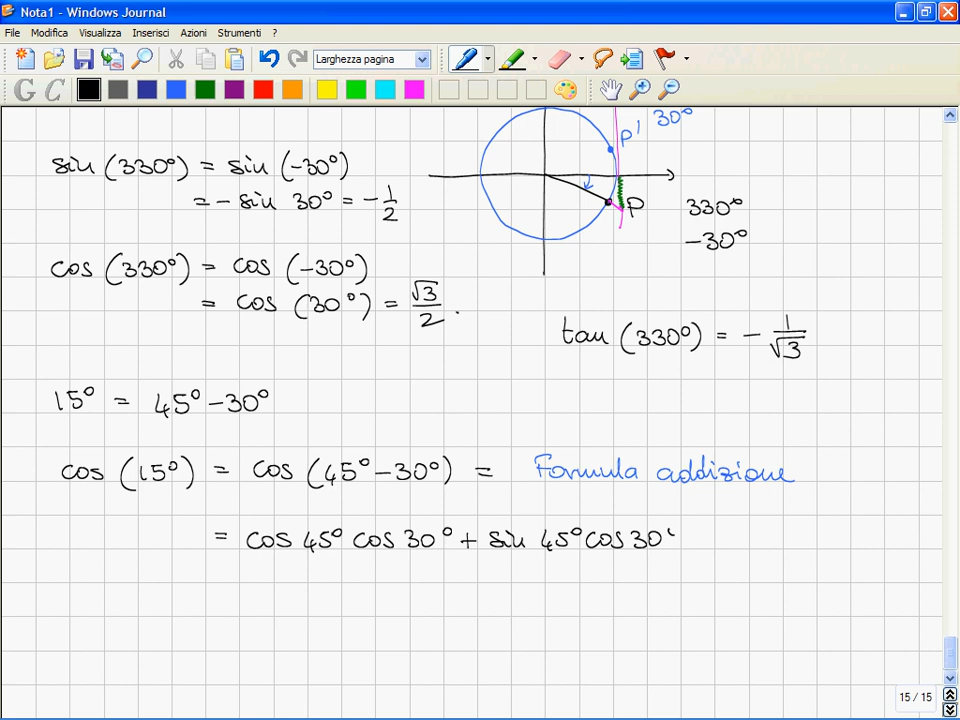 Nota1 - Windows Journal
File Modifica Visualizza Inserisci Azioni Strumenti ?
Larghezza pagina
sin (330°) = sin (-30°)
= - sin 30° = - 1/2
cos (330°) = cos (-30°)
= cos (30°) = √3/2 .
30°
P'
P
330°
-30°
tan (330°) = - 1/√3
15° = 45° - 30°
cos (15°) = cos (45° - 30°) = Formula addizione
= cos 45° cos 30° + sin 45° cos 30°
15 / 15